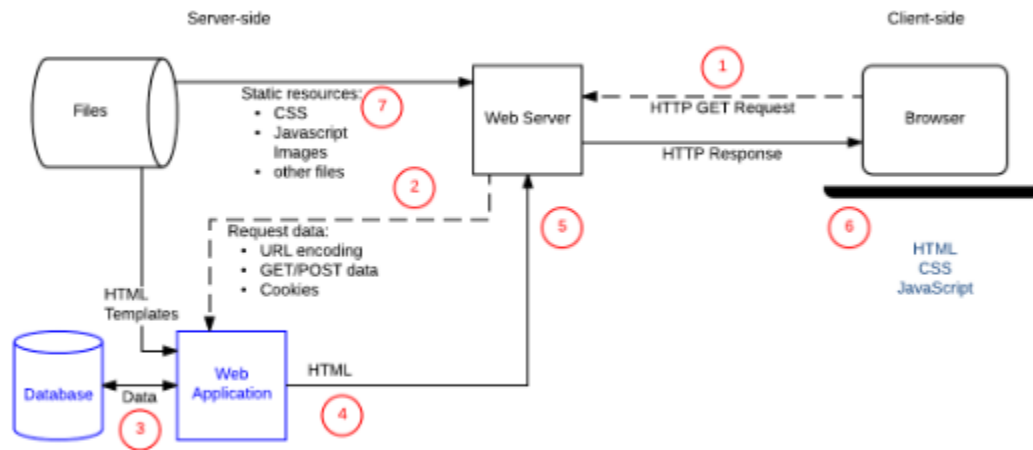 Server-side
Client-side
1
Files
Static resources:
7
• CSS
• Javascript
Images
• other files
Web Server
HTTP GET Request
HTTP Response
Browser
2
5
6
Request data:
• URL encoding
• GET/POST data
• Cookies
HTML
CSS
JavaScript
HTML
Templates
Database
Data
3
Web
Application
HTML
4